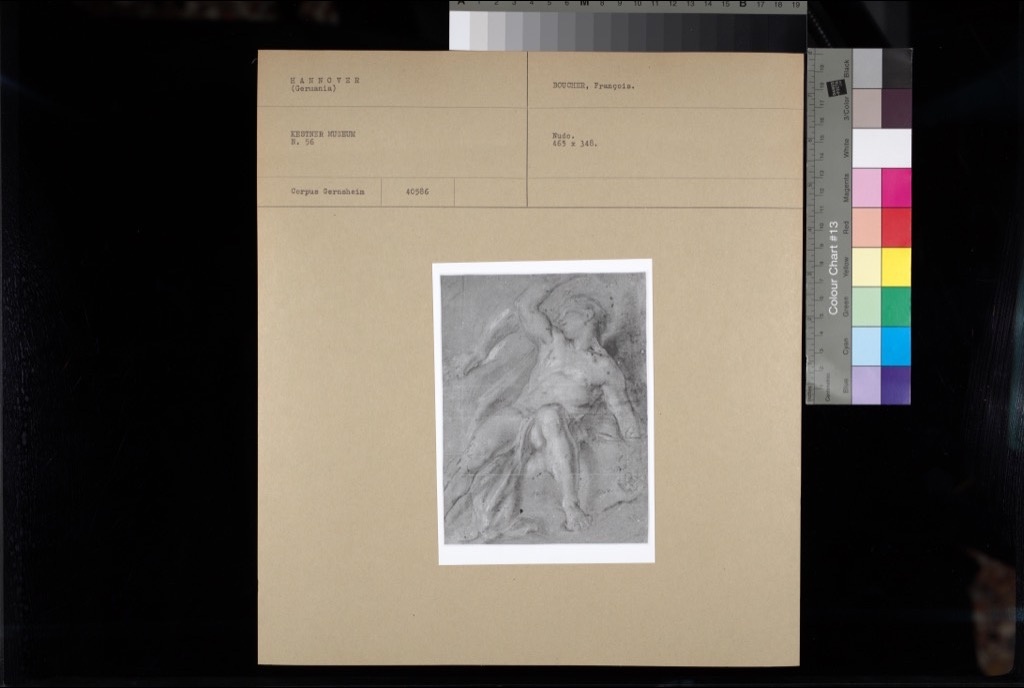 A 1 2 3 4 5 6 M 8 9 10 11 12 13 14 15 B 17 18 19
HANNOVER
(Germania)
BOUCHER, François.
KESTNER MUSEUM
N. 56
Nudo.
465 x 348.
Corpus Gernsheim
40986
Colour Chart #13
Black
3/Color
White
Magenta
Red
Yellow
Green
Cyan
Blue